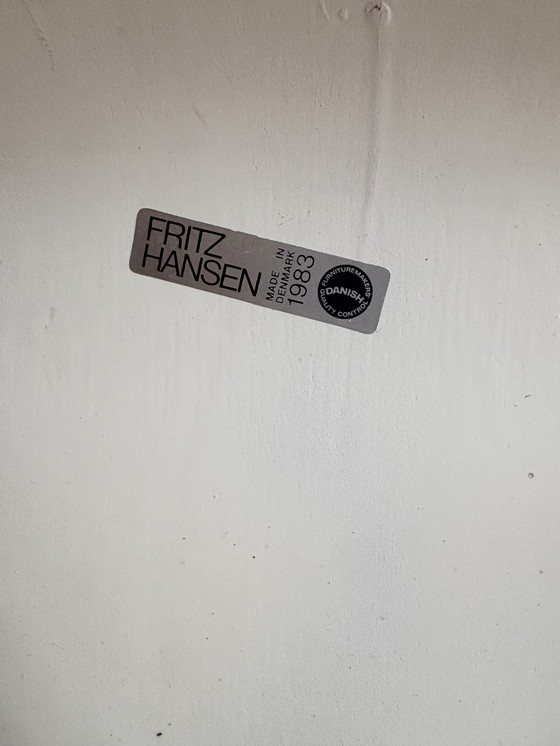 FRITZ
HANSEN
MADE IN
DENMARK
1983
FURNITUREMAKERS
DANISH
QUALITY CONTROL